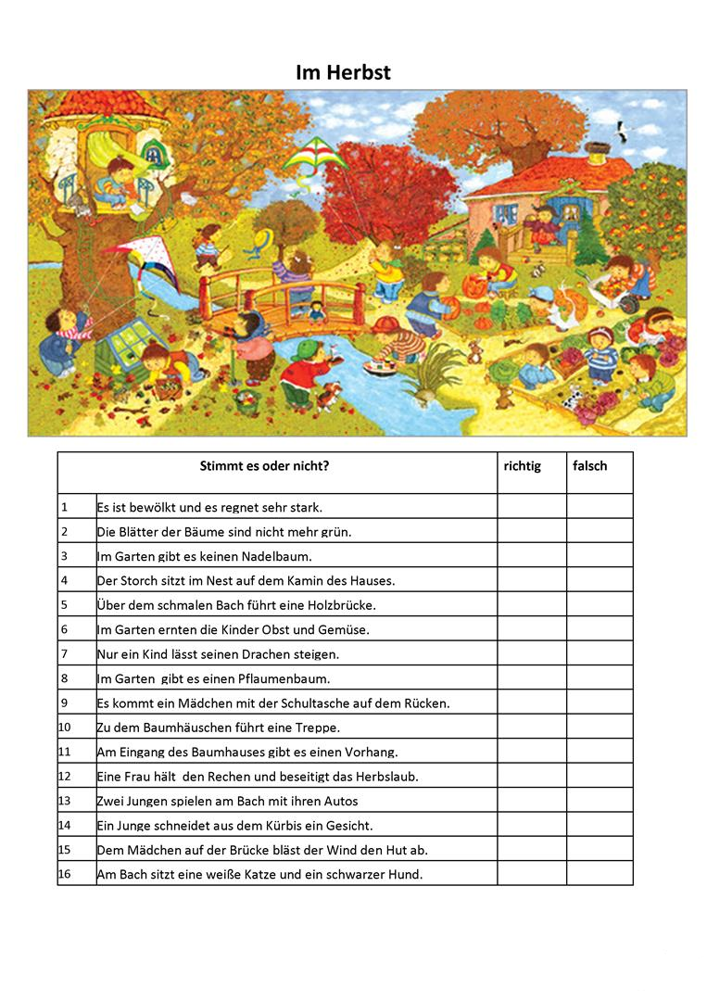 Im Herbst
Stimmt es oder nicht? richtig falsch
1 Es ist bewölkt und es regnet sehr stark.
2 Die Blätter der Bäume sind nicht mehr grün.
3 Im Garten gibt es keinen Nadelbaum.
4 Der Storch sitzt im Nest auf dem Kamin des Hauses.
5 Über dem schmalen Bach führt eine Holzbrücke.
6 Im Garten ernten die Kinder Obst und Gemüse.
7 Nur ein Kind lässt seinen Drachen steigen.
8 Im Garten gibt es einen Pflaumenbaum.
9 Es kommt ein Mädchen mit der Schultasche auf dem Rücken.
10 Zu dem Baumhäuschen führt eine Treppe.
11 Am Eingang des Baumhauses gibt es einen Vorhang.
12 Eine Frau hält den Rechen und beseitigt das Herbslaub.
13 Zwei Jungen spielen am Bach mit ihren Autos
14 Ein Junge schneidet aus dem Kürbis ein Gesicht.
15 Dem Mädchen auf der Brücke bläst der Wind den Hut ab.
16 Am Bach sitzt eine weiße Katze und ein schwarzer Hund.